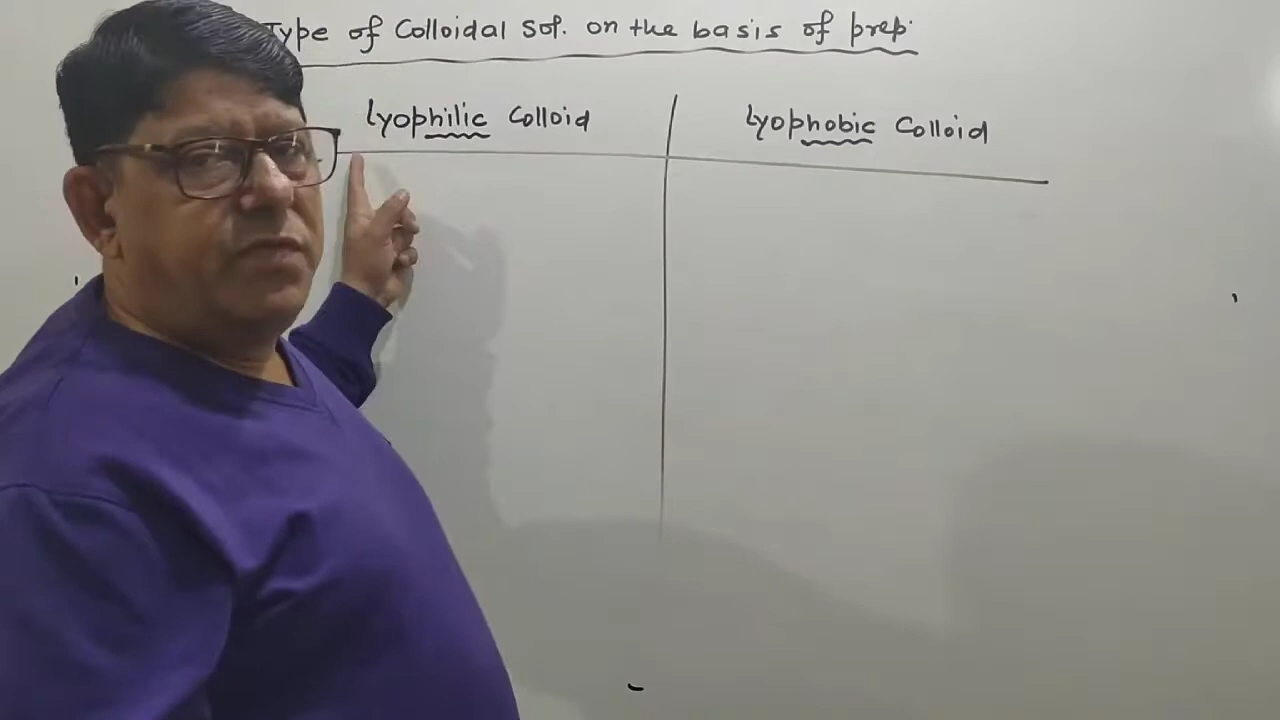 Type of Colloidal Sol. on the basis of prep.
Lyophilic Colloid
Lyophobic Colloid